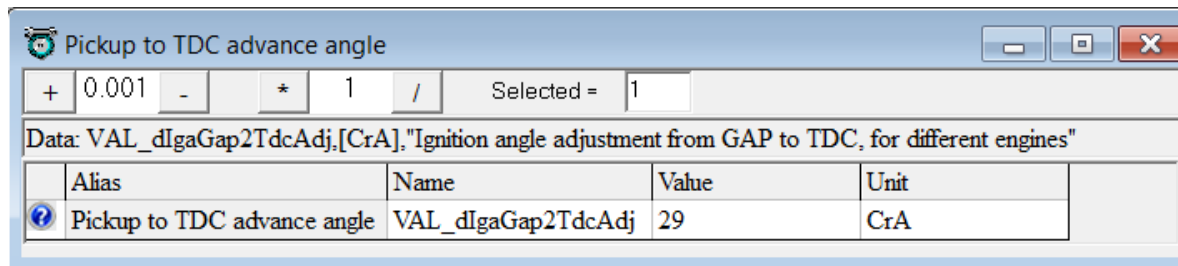 Pickup to TDC advance angle
+ 0.001 - * 1 / Selected = 1
Data: VAL_dIgaGap2TdcAdj,[CrA],"Ignition angle adjustment from GAP to TDC, for different engines"
Alias Name Value Unit
Pickup to TDC advance angle VAL_dIgaGap2TdcAdj 29 CrA